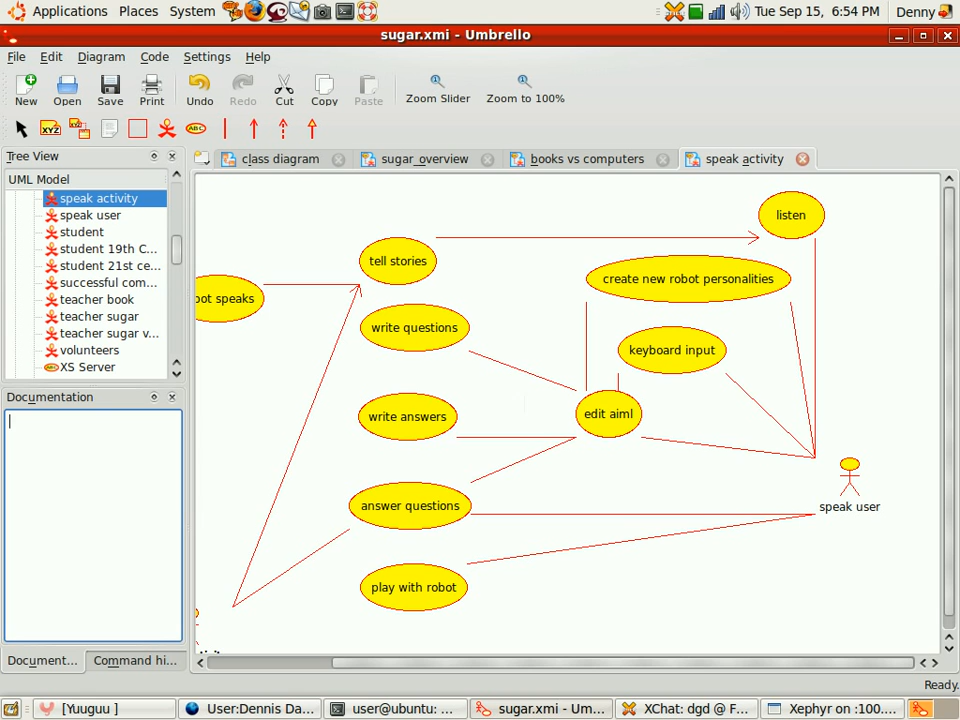 Applications Places System Tue Sep 15, 6:54 PM Denny
sugar.xmi - Umbrello
File Edit Diagram Code Settings Help
New Open Save Print Undo Redo Cut Copy Paste Zoom Slider Zoom to 100%
XYZ ABC
Tree View
class diagram sugar_overview books vs computers speak activity
UML Model
speak activity
speak user
student
student 19th C...
student 21st ce...
successful com...
teacher book
teacher sugar
teacher sugar v...
volunteers
XS Server
Documentation
listen
tell stories
create new robot personalities
ot speaks
write questions
keyboard input
write answers
edit aiml
answer questions
speak user
play with robot
Document... Command hi...
Ready.
[Yuuguu ] User:Dennis Da... user@ubuntu: ... sugar.xmi - Um... XChat: dgd @ F... Xephyr on :100....